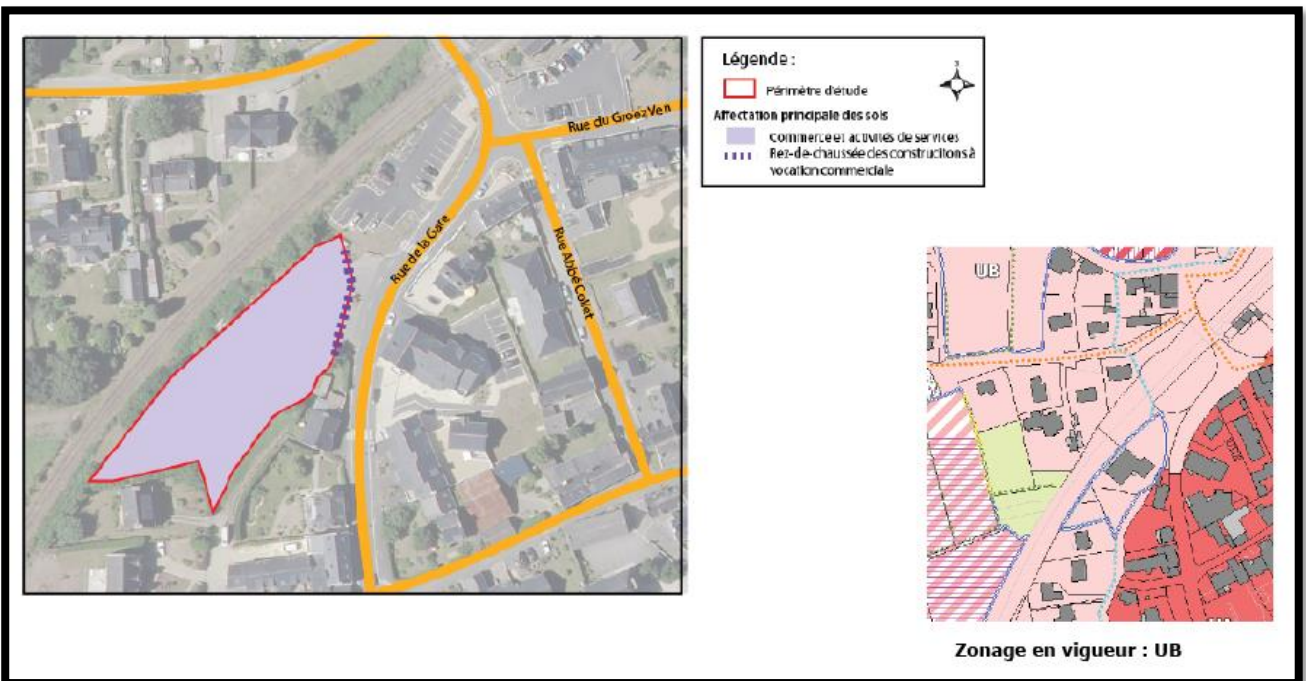 Rue du Groez Ven
Rue de la Gare
Rue Abbé Collet
Légende :
Périmètre d'étude
Affectation principale des sols
Commerce et activités de services
Rez-de-chaussée des constructions à
vocation commerciale
UB
Zonage en vigueur : UB